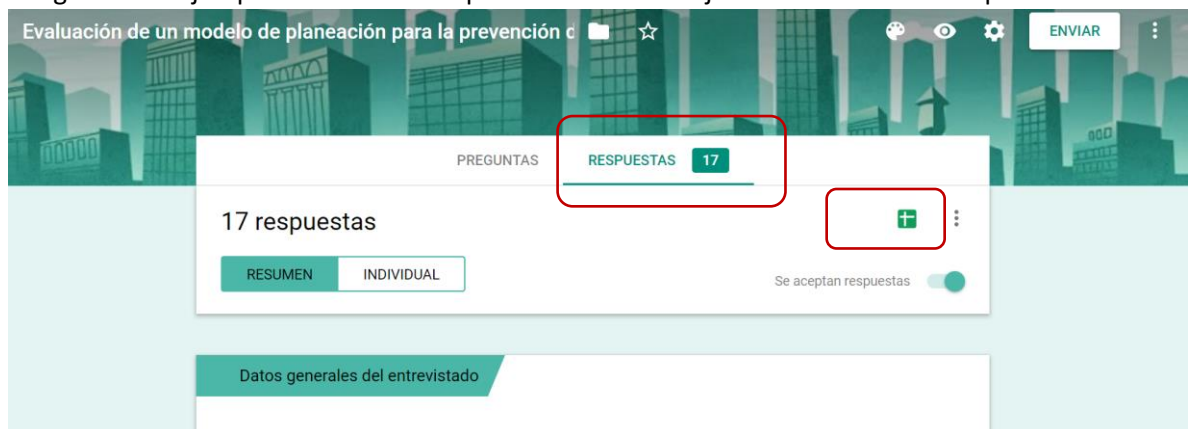 Evaluación de un modelo de planeación para la prevención
ENVIAR
PREGUNTAS RESPUESTAS 17
17 respuestas
RESUMEN INDIVIDUAL
Se aceptan respuestas
Datos generales del entrevistado